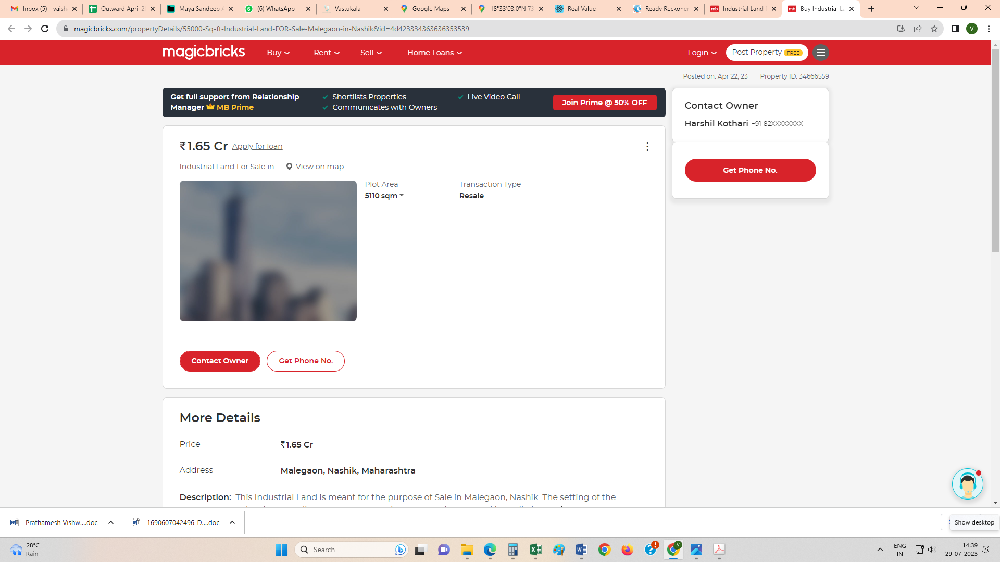 Inbox (5) - vaish
Outward April 2
Maya Sandeep
(6) WhatsApp
Vastukala
Google Maps
18°33'03.0"N 73
Real Value
Ready Reckoner
Industrial Land f
Buy Industrial La
magicbricks.com/propertyDetails/55000-Sq-ft-Industrial-Land-FOR-Sale-Malegaon-in-Nashik&id=4d423334363636353539
V
magicbricks
Buy
Rent
Sell
Home Loans
Login
Post Property FREE
Posted on: Apr 22, 23
Property ID: 34666559
Get full support from Relationship
Manager MB Prime
Shortlists Properties
Communicates with Owners
Live Video Call
Join Prime @ 50% OFF
Contact Owner
Harshil Kothari +91-82XXXXXXXX
Get Phone No.
₹1.65 Cr Apply for loan
Industrial Land For Sale in View on map
Plot Area
5110 sqm
Transaction Type
Resale
Contact Owner
Get Phone No.
More Details
Price ₹1.65 Cr
Address Malegaon, Nashik, Maharashtra
Description: This Industrial Land is meant for the purpose of Sale in Malegaon, Nashik. The setting of the
Prathamesh Vishw....doc
1690607042496_D....doc
Show desktop
28°C
Rain
Search
ENG
IN
14:39
29-07-2023